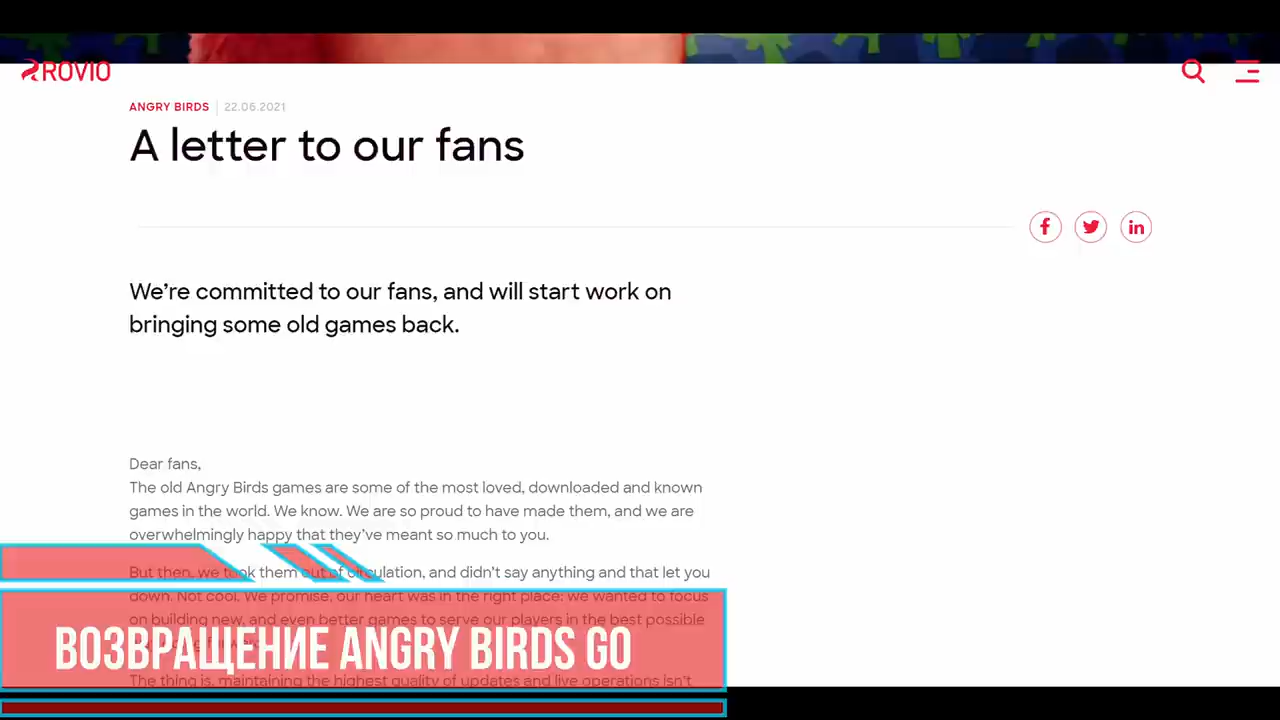 ROVIO
ANGRY BIRDS | 22.06.2021
A letter to our fans
We're committed to our fans, and will start work on
bringing some old games back.
Dear fans,
The old Angry Birds games are some of the most loved, downloaded and known
games in the world. We know. We are so proud to have made them, and we are
overwhelmingly happy that they've meant so much to you.
But then, we took them out of circulation, and didn't say anything and that let you
down. Not cool. We promise, our heart was in the right place: we wanted to focus
on building new, and even better games to serve our players in the best possible
ВОЗВРАЩЕНИЕ ANGRY BIRDS GO
The thing is, maintaining the highest quality of updates and live operations isn't